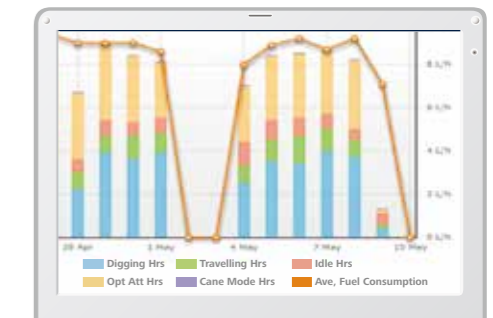 8 L/h
6 L/h
4 L/h
2 L/h
0 L/h
28 Apr 1 May 4 May 7 May 10 May
Digging Hrs Travelling Hrs Idle Hrs
Opt Att Hrs Cane Mode Hrs Ave, Fuel Consumption